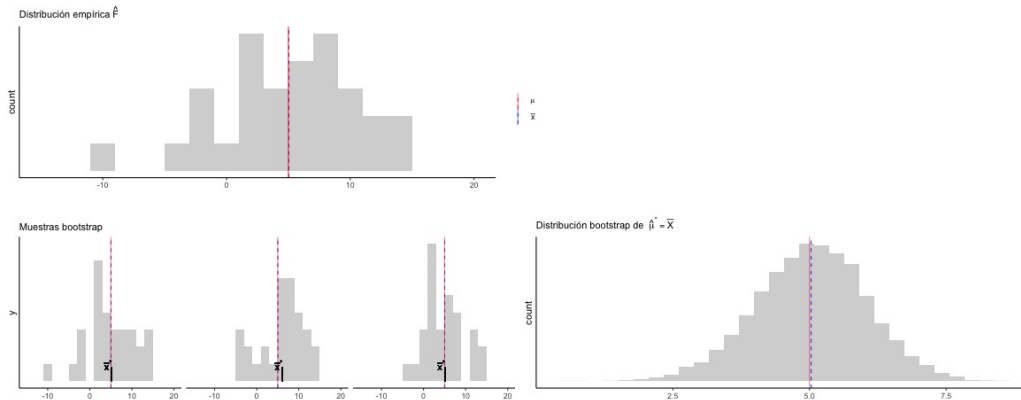 Distribución empírica F̂
count
-10 0 10 20
μ
x̄
Muestras bootstrap
y
x̄* x̄* x̄*
-10 0 10 20 -10 0 10 20 -10 0 10 20
Distribución bootstrap de μ̂* = X̄
count
2.5 5.0 7.5